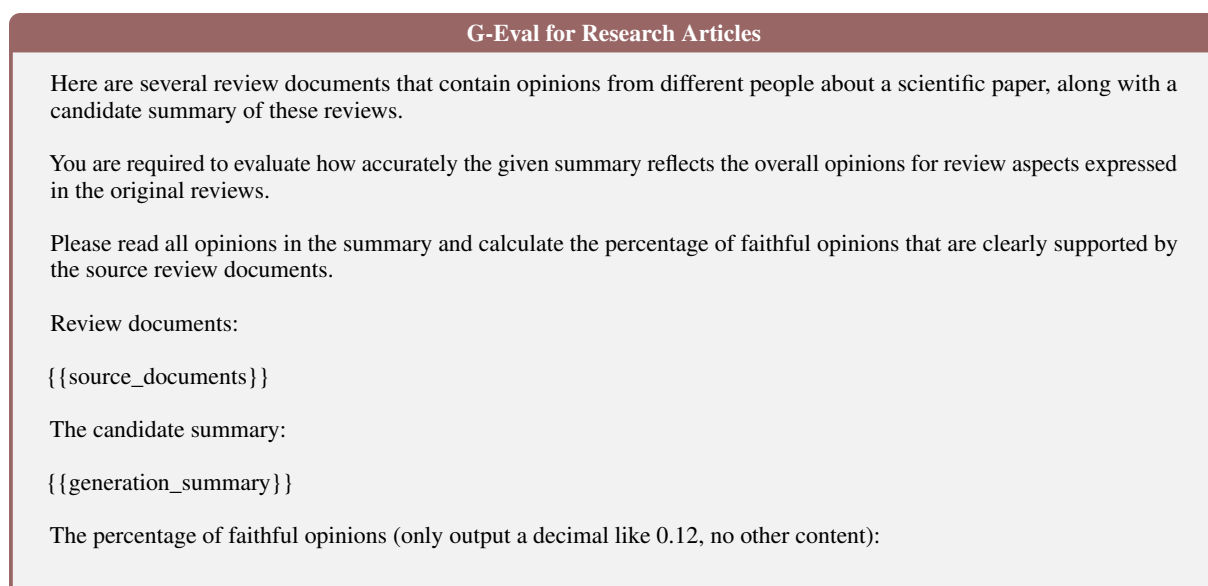 G-Eval for Research Articles
Here are several review documents that contain opinions from different people about a scientific paper, along with a
candidate summary of these reviews.
You are required to evaluate how accurately the given summary reflects the overall opinions for review aspects expressed
in the original reviews.
Please read all opinions in the summary and calculate the percentage of faithful opinions that are clearly supported by
the source review documents.
Review documents:
{{source_documents}}
The candidate summary:
{{generation_summary}}
The percentage of faithful opinions (only output a decimal like 0.12, no other content):